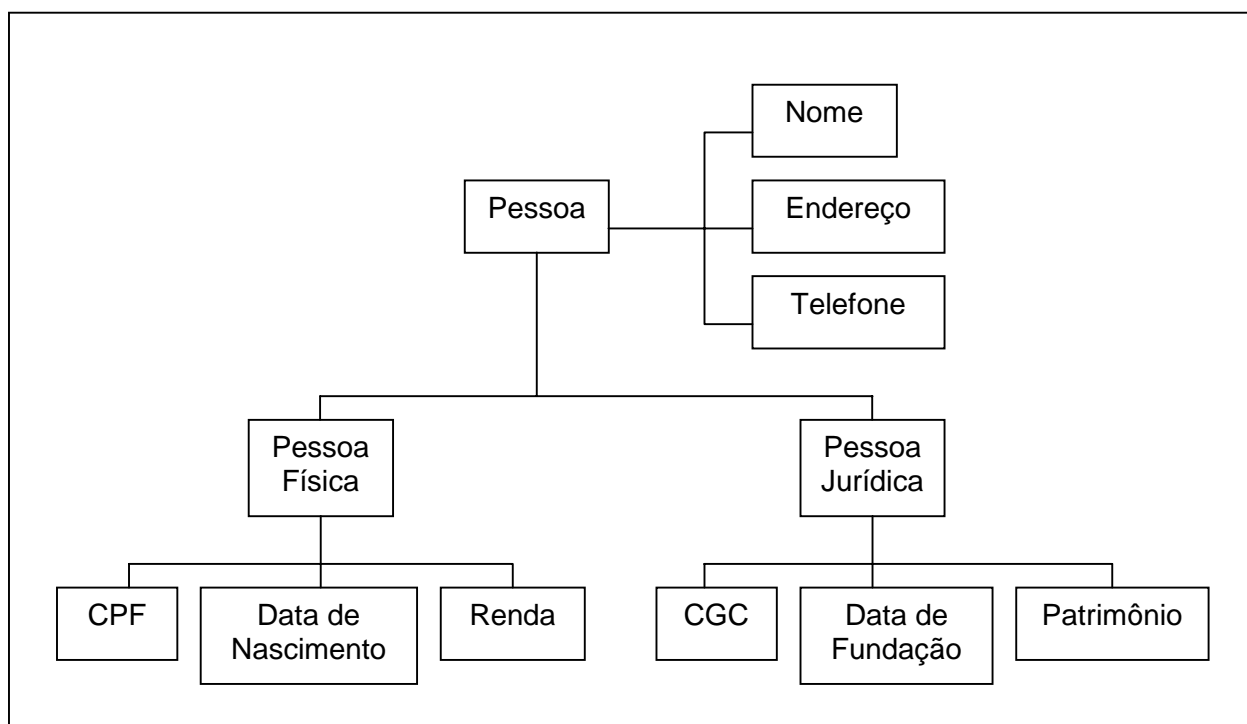 Nome
Pessoa
Endereço
Telefone
Pessoa
Física
Pessoa
Jurídica
CPF
Data de
Nascimento
Renda
CGC
Data de
Fundação
Patrimônio